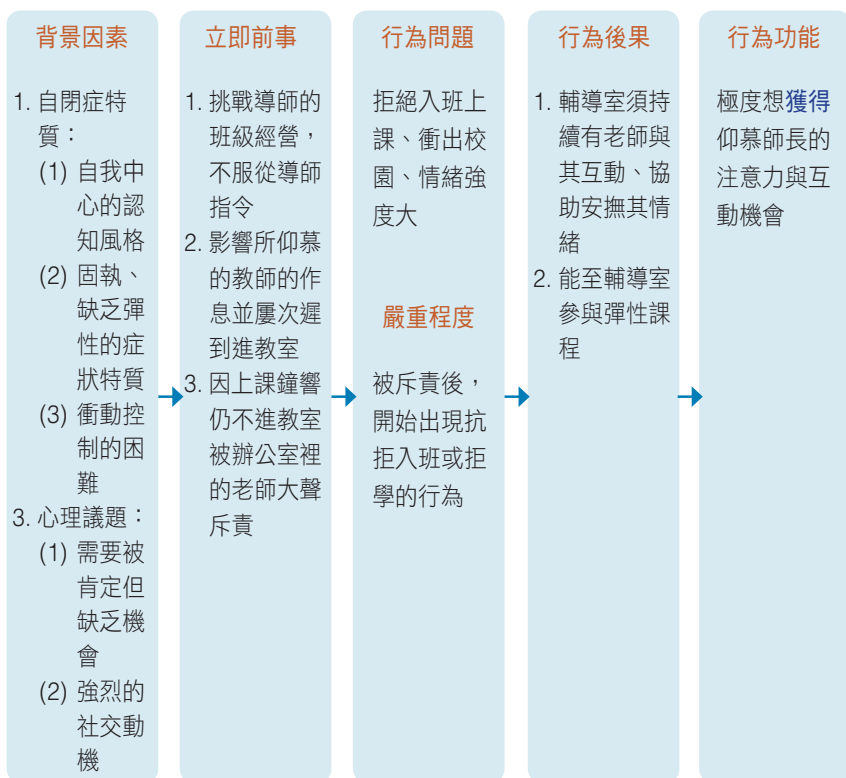 背景因素
1. 自閉症特
質：
(1) 自我中
心的認
知風格
(2) 固執、
缺乏彈
性的症
狀特質
(3) 衝動控
制的困
難
3. 心理議題：
(1) 需要被
肯定但
缺乏機
會
(2) 強烈的
社交動
機
立即前事
1. 挑戰導師的
班級經營，
不服從導師
指令
2. 影響所仰慕
的教師的作
息並屢次遲
到進教室
3. 因上課鐘響
仍不進教室
被辦公室裡
的老師大聲
斥責
行為問題
拒絕入班上
課、衝出校
園、情緒強
度大
嚴重程度
被斥責後，
開始出現抗
拒入班或拒
學的行為
行為後果
1. 輔導室須持
續有老師與
其互動、協
助安撫其情
緒
2. 能至輔導室
參與彈性課
程
行為功能
極度想獲得
仰慕師長的
注意力與互
動機會